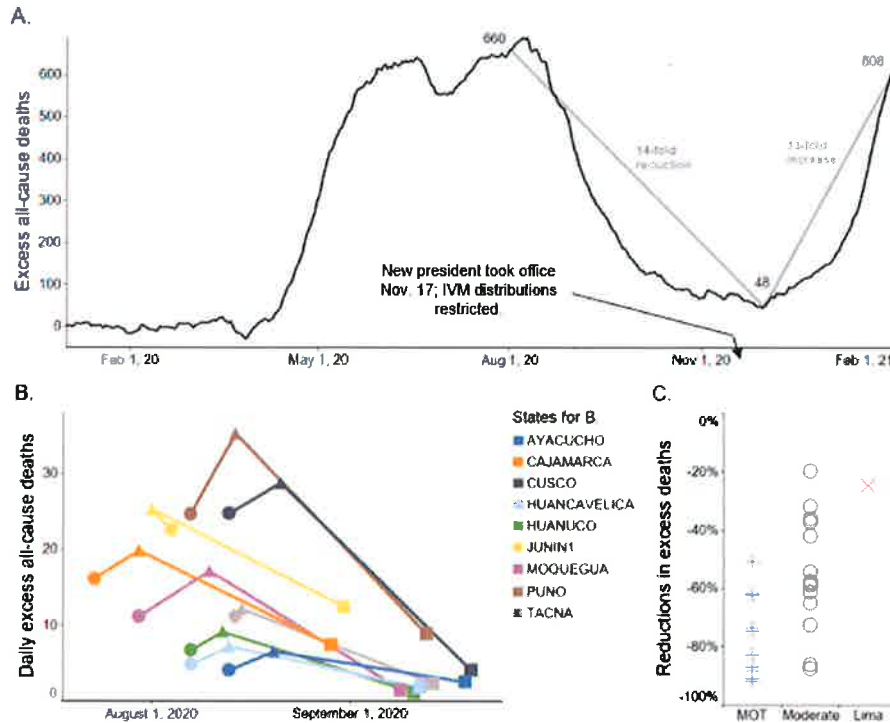 A.
660
608
600
500
400
300
200
100
0
Excess all-cause deaths
14-fold
reduction
13-fold
increase
48
New president took office
Nov. 17; IVM distributions
restricted
Feb 1, 20
May 1, 20
Aug 1, 20
Nov 1, 20
Feb 1, 21
B.
Daily excess all-cause deaths
30
20
10
0
August 1, 2020
September 1, 2020
States for B
AYACUCHO
CAJAMARCA
CUSCO
HUANCAVELICA
HUANUCO
JUNIN1
MOQUEGUA
PUNO
TACNA
C.
Reductions in excess deaths
0%
-20%
-40%
-60%
-80%
-100%
MOT
Moderate
Lima